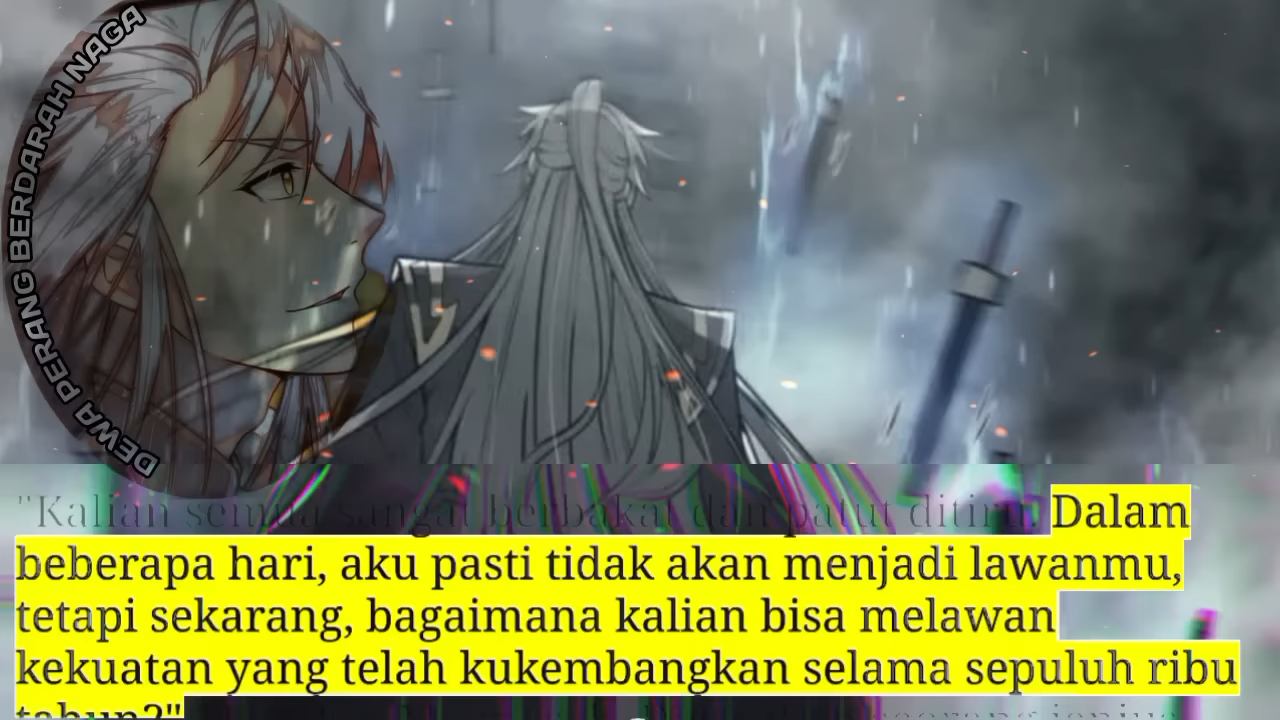 DEWA PERANG BERDARAH NAGA
"Kalian semua sangat berbakat dan patut ditiru. Dalam
beberapa hari, aku pasti tidak akan menjadi lawanmu,
tetapi sekarang, bagaimana kalian bisa melawan
kekuatan yang telah kukembangkan selama sepuluh ribu
tahun?"